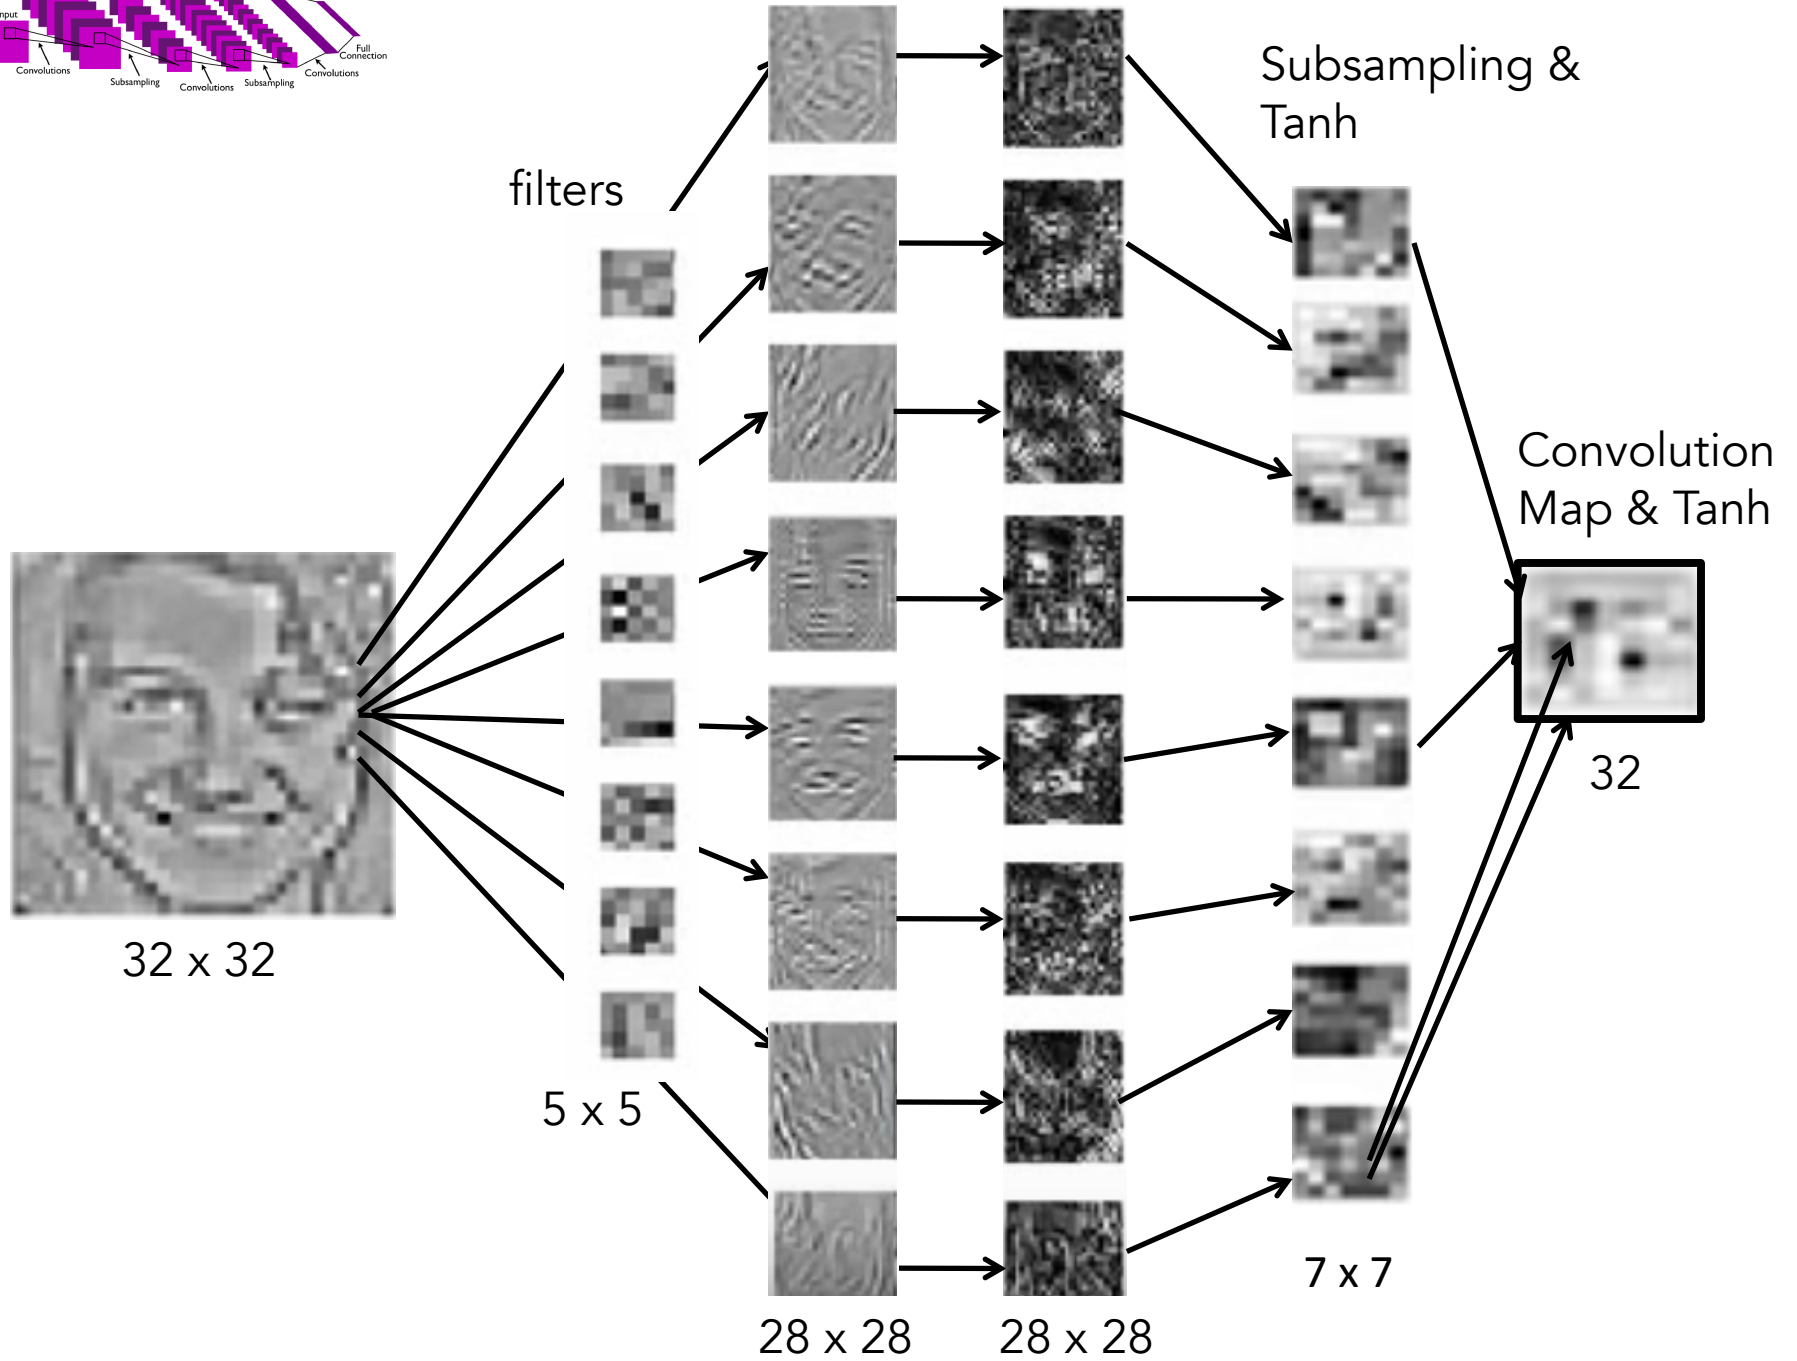 Convolutions
Subsampling
Convolutions
Subsampling
Convolutions
Full
Connection
Subsampling &
Tanh
filters
Convolution
Map & Tanh
32
32 x 32
5 x 5
7 x 7
28 x 28
28 x 28